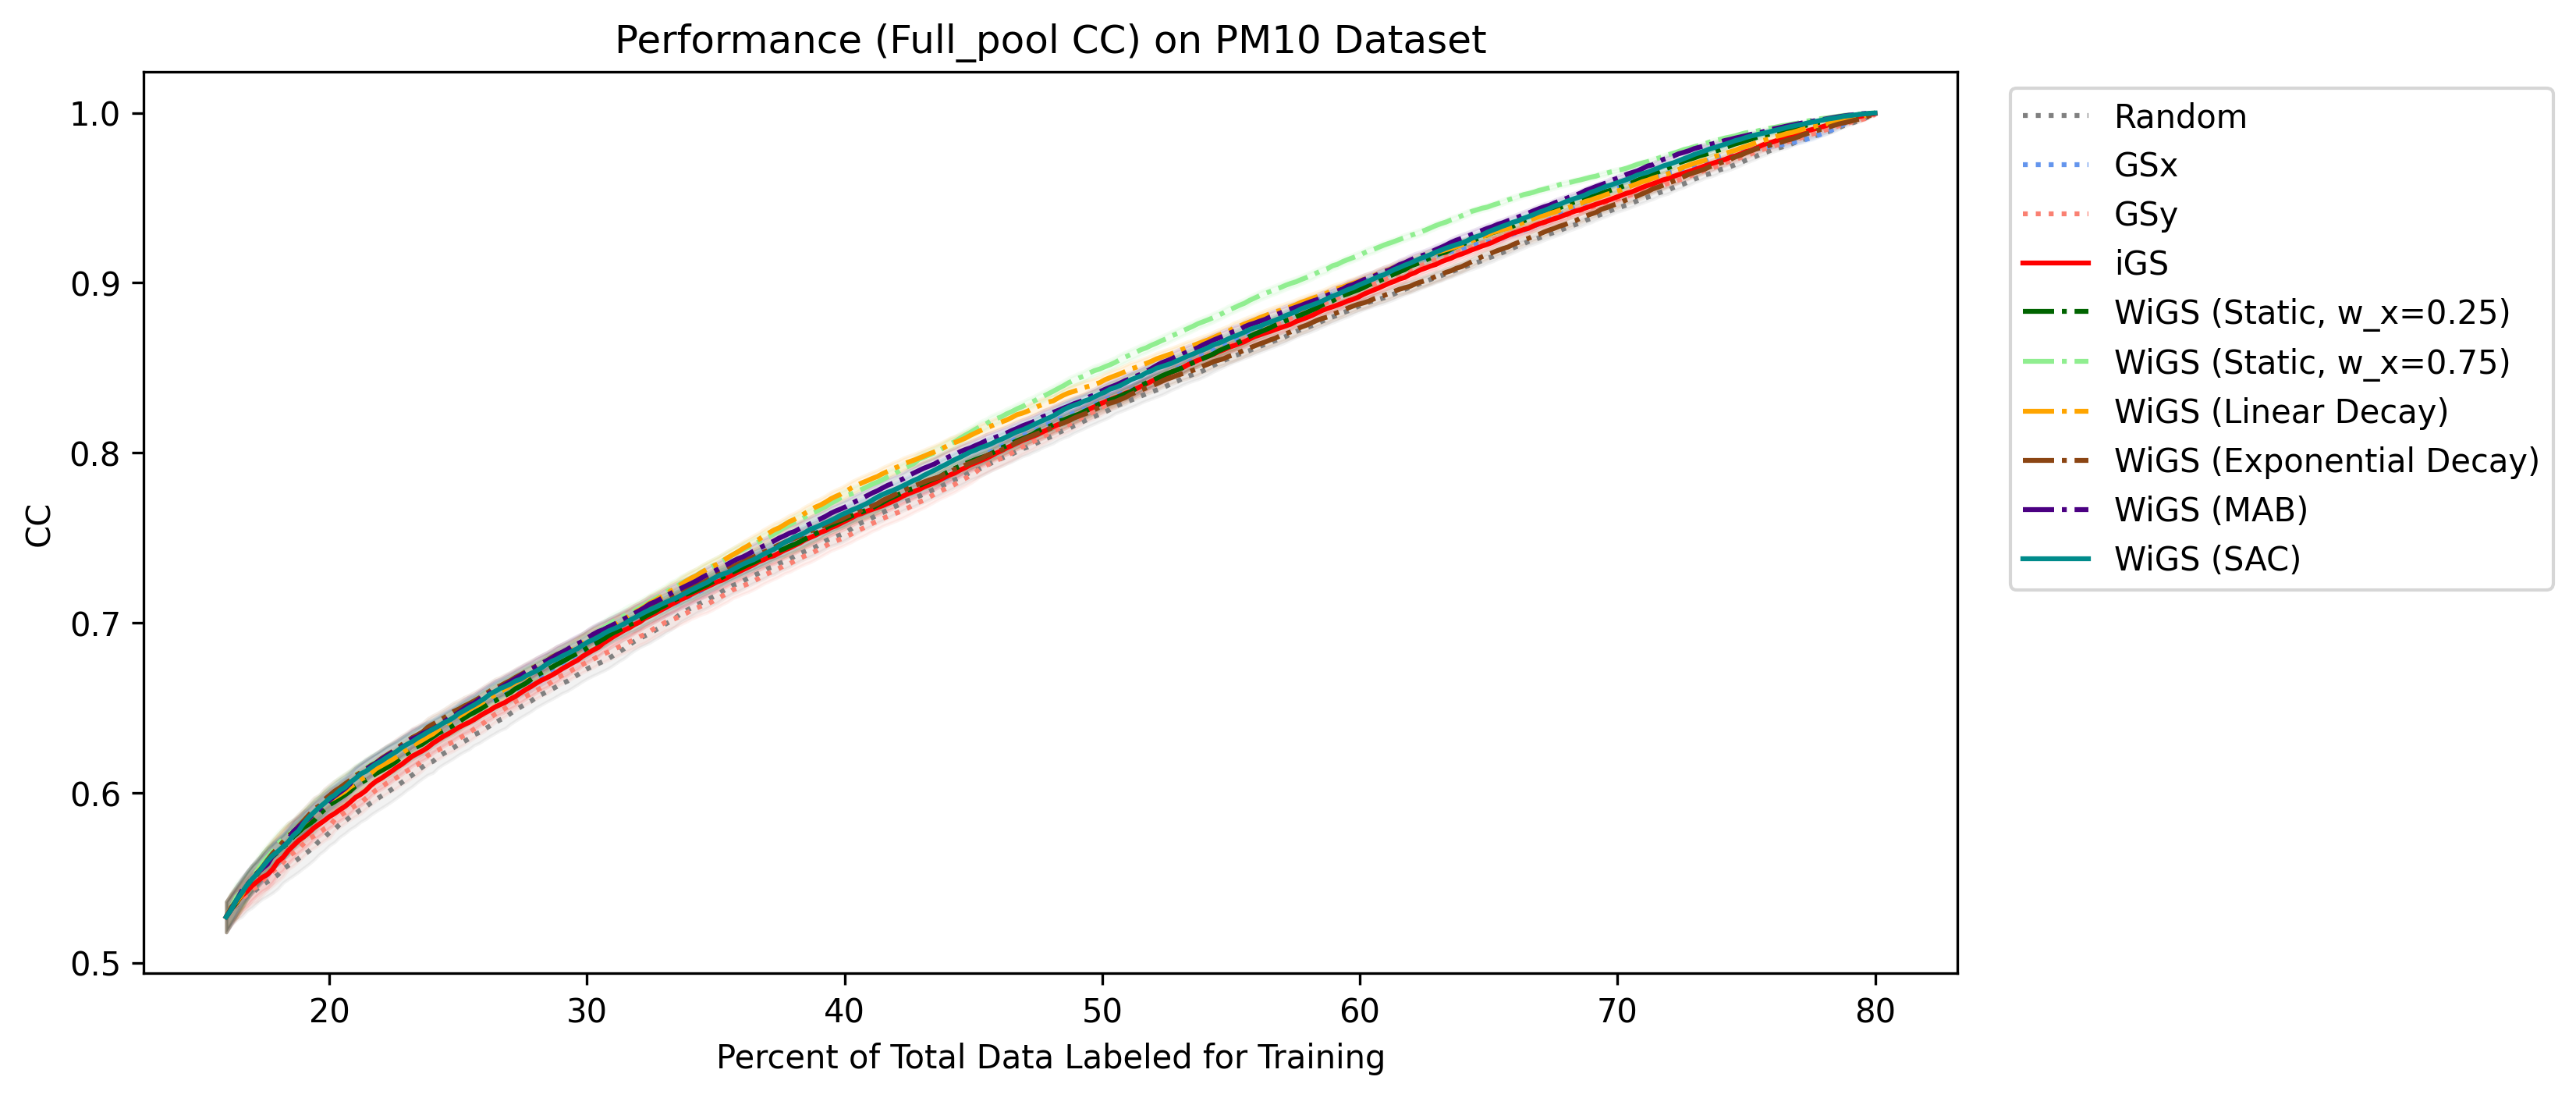 Performance (Full_pool CC) on PM10 Dataset
CC
1.0
0.9
0.8
0.7
0.6
0.5
20 30 40 50 60 70 80
Percent of Total Data Labeled for Training
Random
GSx
GSy
iGS
WiGS (Static, w_x=0.25)
WiGS (Static, w_x=0.75)
WiGS (Linear Decay)
WiGS (Exponential Decay)
WiGS (MAB)
WiGS (SAC)